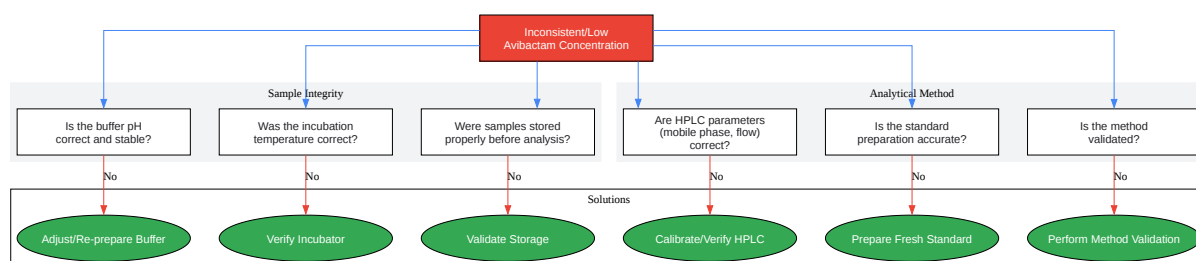 Inconsistent/Low
Avibactam Concentration
Sample Integrity
Analytical Method
Is the buffer pH
correct and stable?
Was the incubation
temperature correct?
Were samples stored
properly before analysis?
Are HPLC parameters
(mobile phase, flow)
correct?
Is the standard
preparation accurate?
Is the method
validated?
No
No
No
No
No
No
Solutions
Adjust/Re-prepare Buffer
Verify Incubator
Validate Storage
Calibrate/Verify HPLC
Prepare Fresh Standard
Perform Method Validation